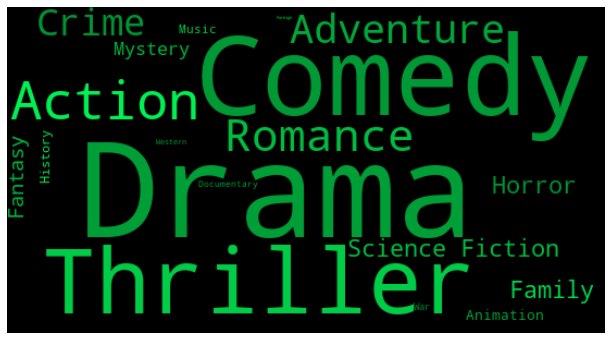 Crime
Music
Adventure
Mystery
Comedy
Action
Romance
Fantasy
History
Western
Drama
Documentary
Horror
Thriller
Science Fiction
Family
War
Animation